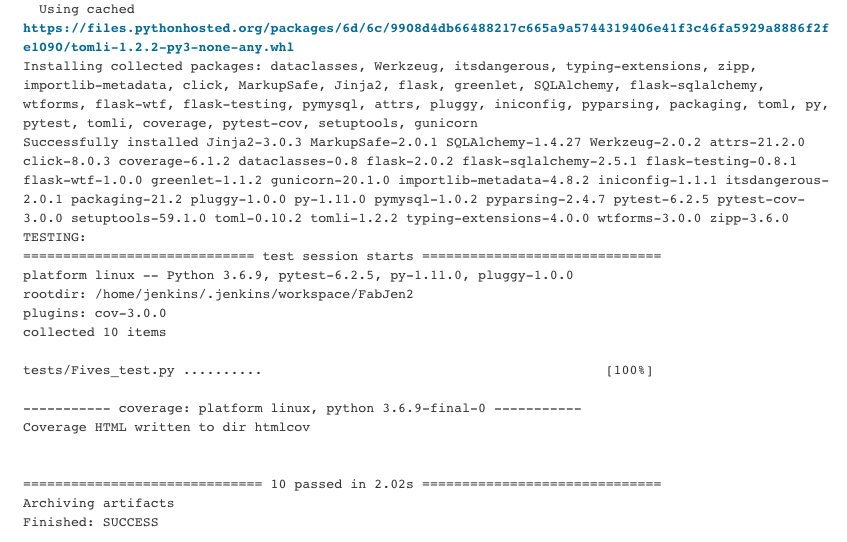 Using cached
https://files.pythonhosted.org/packages/6d/6c/9908d4db66488217c665a9a5744319406e41f3c46fa5929a8886f2f
e1090/tomli-1.2.2-py3-none-any.whl
Installing collected packages: dataclasses, Werkzeug, itsdangerous, typing-extensions, zipp,
importlib-metadata, click, MarkupSafe, Jinja2, flask, greenlet, SQLAlchemy, flask-sqlalchemy,
wtforms, flask-wtf, flask-testing, pymysql, attrs, pluggy, iniconfig, pyparsing, packaging, toml, py,
pytest, tomli, coverage, pytest-cov, setuptools, gunicorn
Successfully installed Jinja2-3.0.3 MarkupSafe-2.0.1 SQLAlchemy-1.4.27 Werkzeug-2.0.2 attrs-21.2.0
click-8.0.3 coverage-6.1.2 dataclasses-0.8 flask-2.0.2 flask-sqlalchemy-2.5.1 flask-testing-0.8.1
flask-wtf-1.0.0 greenlet-1.1.2 gunicorn-20.1.0 importlib-metadata-4.8.2 iniconfig-1.1.1 itsdangerous-
2.0.1 packaging-21.2 pluggy-1.0.0 py-1.11.0 pymysql-1.0.2 pyparsing-2.4.7 pytest-6.2.5 pytest-cov-
3.0.0 setuptools-59.1.0 toml-0.10.2 tomli-1.2.2 typing-extensions-4.0.0 wtforms-3.0.0 zipp-3.6.0
TESTING:
============================= test session starts ==============================
platform linux -- Python 3.6.9, pytest-6.2.5, py-1.11.0, pluggy-1.0.0
rootdir: /home/jenkins/.jenkins/workspace/FabJen2
plugins: cov-3.0.0
collected 10 items
tests/Fives_test.py .......... [100%]
----------- coverage: platform linux, python 3.6.9-final-0 -----------
Coverage HTML written to dir htmlcov
============================== 10 passed in 2.02s ==============================
Archiving artifacts
Finished: SUCCESS